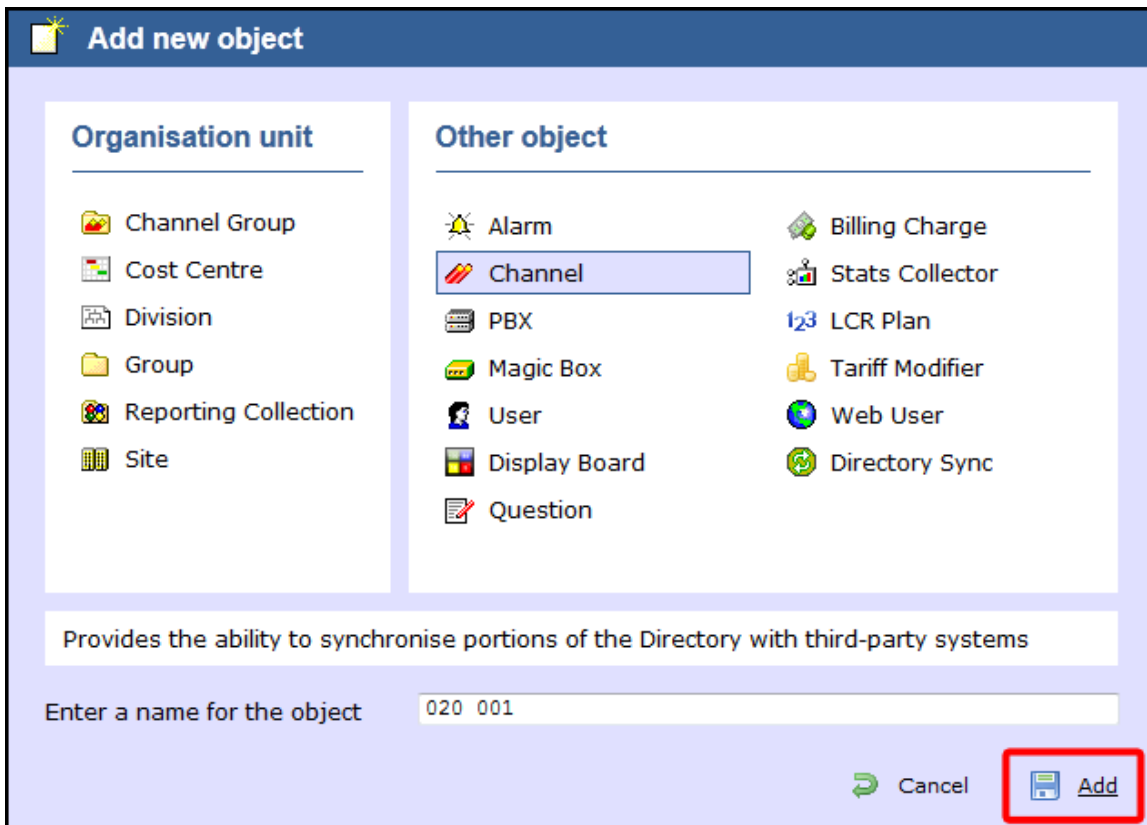 Add new object
Organisation unit
Channel Group
Cost Centre
Division
Group
Reporting Collection
Site
Other object
Alarm
Channel
PBX
Magic Box
User
Display Board
Question
Billing Charge
Stats Collector
123 LCR Plan
Tariff Modifier
Web User
Directory Sync
Provides the ability to synchronise portions of the Directory with third-party systems
Enter a name for the object
020 001
Cancel
Add